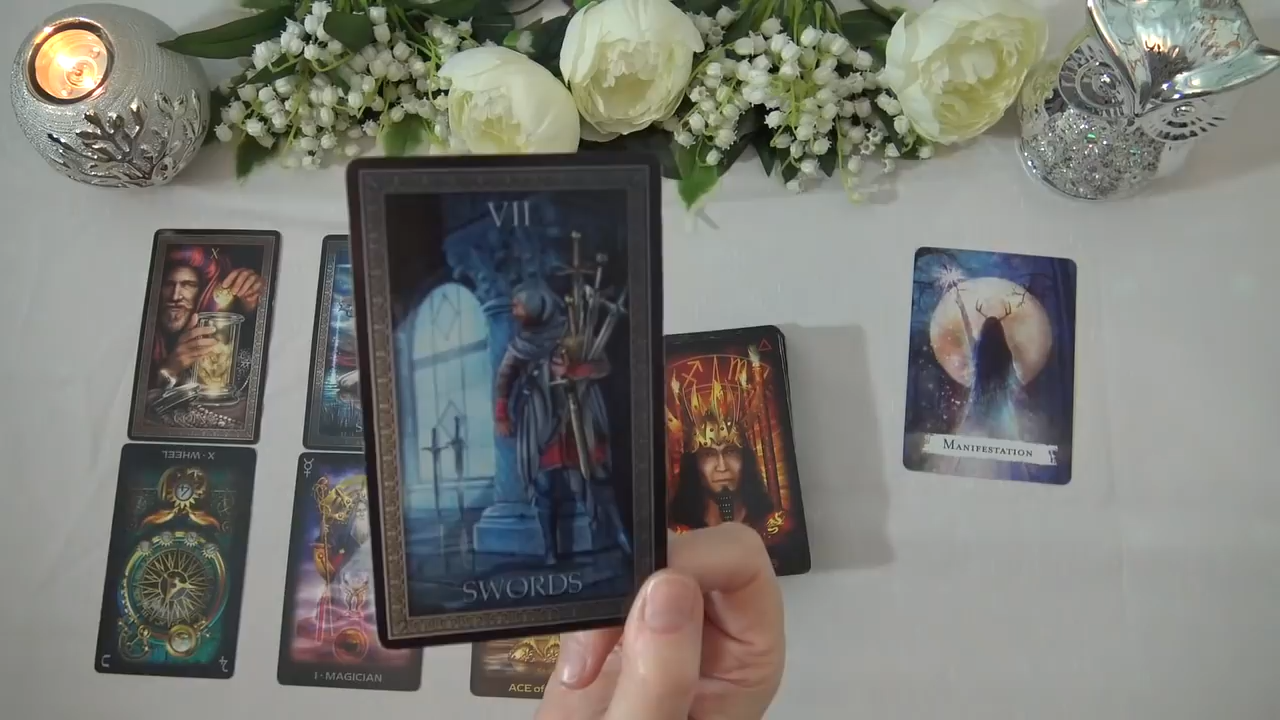 VII
SWORDS
X
X · WHEEL
I · MAGICIAN
ACE of
MANIFESTATION